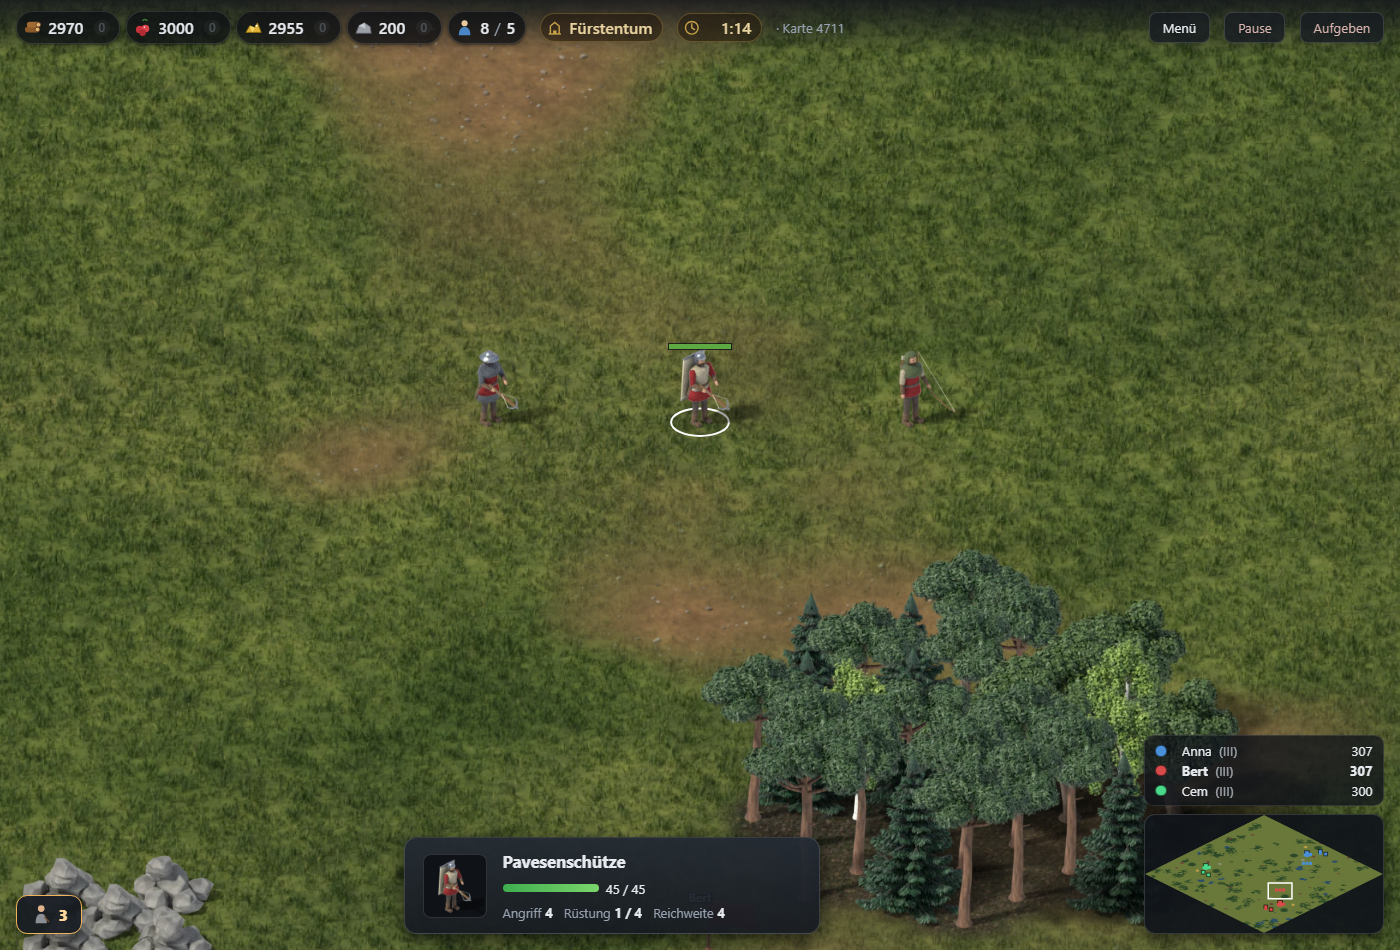 2970 0 3000 0 2955 0 200 0 8 / 5 Fürstentum 1:14 · Karte 4711 Menü Pause Aufgeben
Anna (III) 307
Bert (III) 307
Cem (III) 300
Pavesenschütze
45 / 45
Bert
Angriff 4 Rüstung 1 / 4 Reichweite 4
3